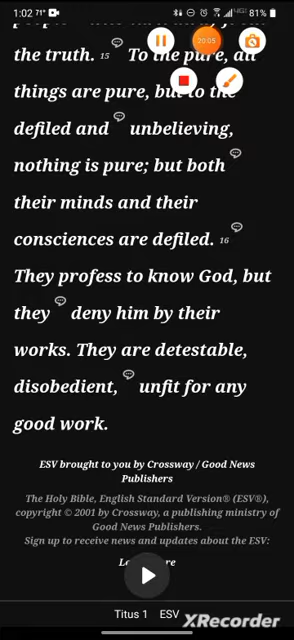 1:02 71° 81%
the truth. 15 To the pure, all
20:05
things are pure, but to the
defiled and unbelieving,
nothing is pure; but both
their minds and their
consciences are defiled. 16
They profess to know God, but
they deny him by their
works. They are detestable,
disobedient, unfit for any
good work.
ESV brought to you by Crossway / Good News
Publishers
The Holy Bible, English Standard Version® (ESV®),
copyright © 2001 by Crossway, a publishing ministry of
Good News Publishers.
Sign up to receive news and updates about the ESV:
Titus 1 ESV
XRecorder